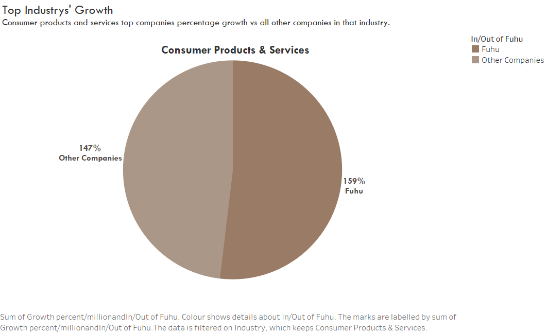 Top Industrys' Growth
Consumer products and services top companies percentage growth vs all other companies in that industry.
In/Out of Fuhu
Fuhu
Other Companies
Consumer Products & Services
147%
Other Companies
159%
Fuhu
Sum of Growth percent/millionandIn/Out of Fuhu. Colour shows details about In/Out of Fuhu. The marks are labelled by sum of
Growth percent/millionandIn/Out of Fuhu. The data is filtered on Industry, which keeps Consumer Products & Services.